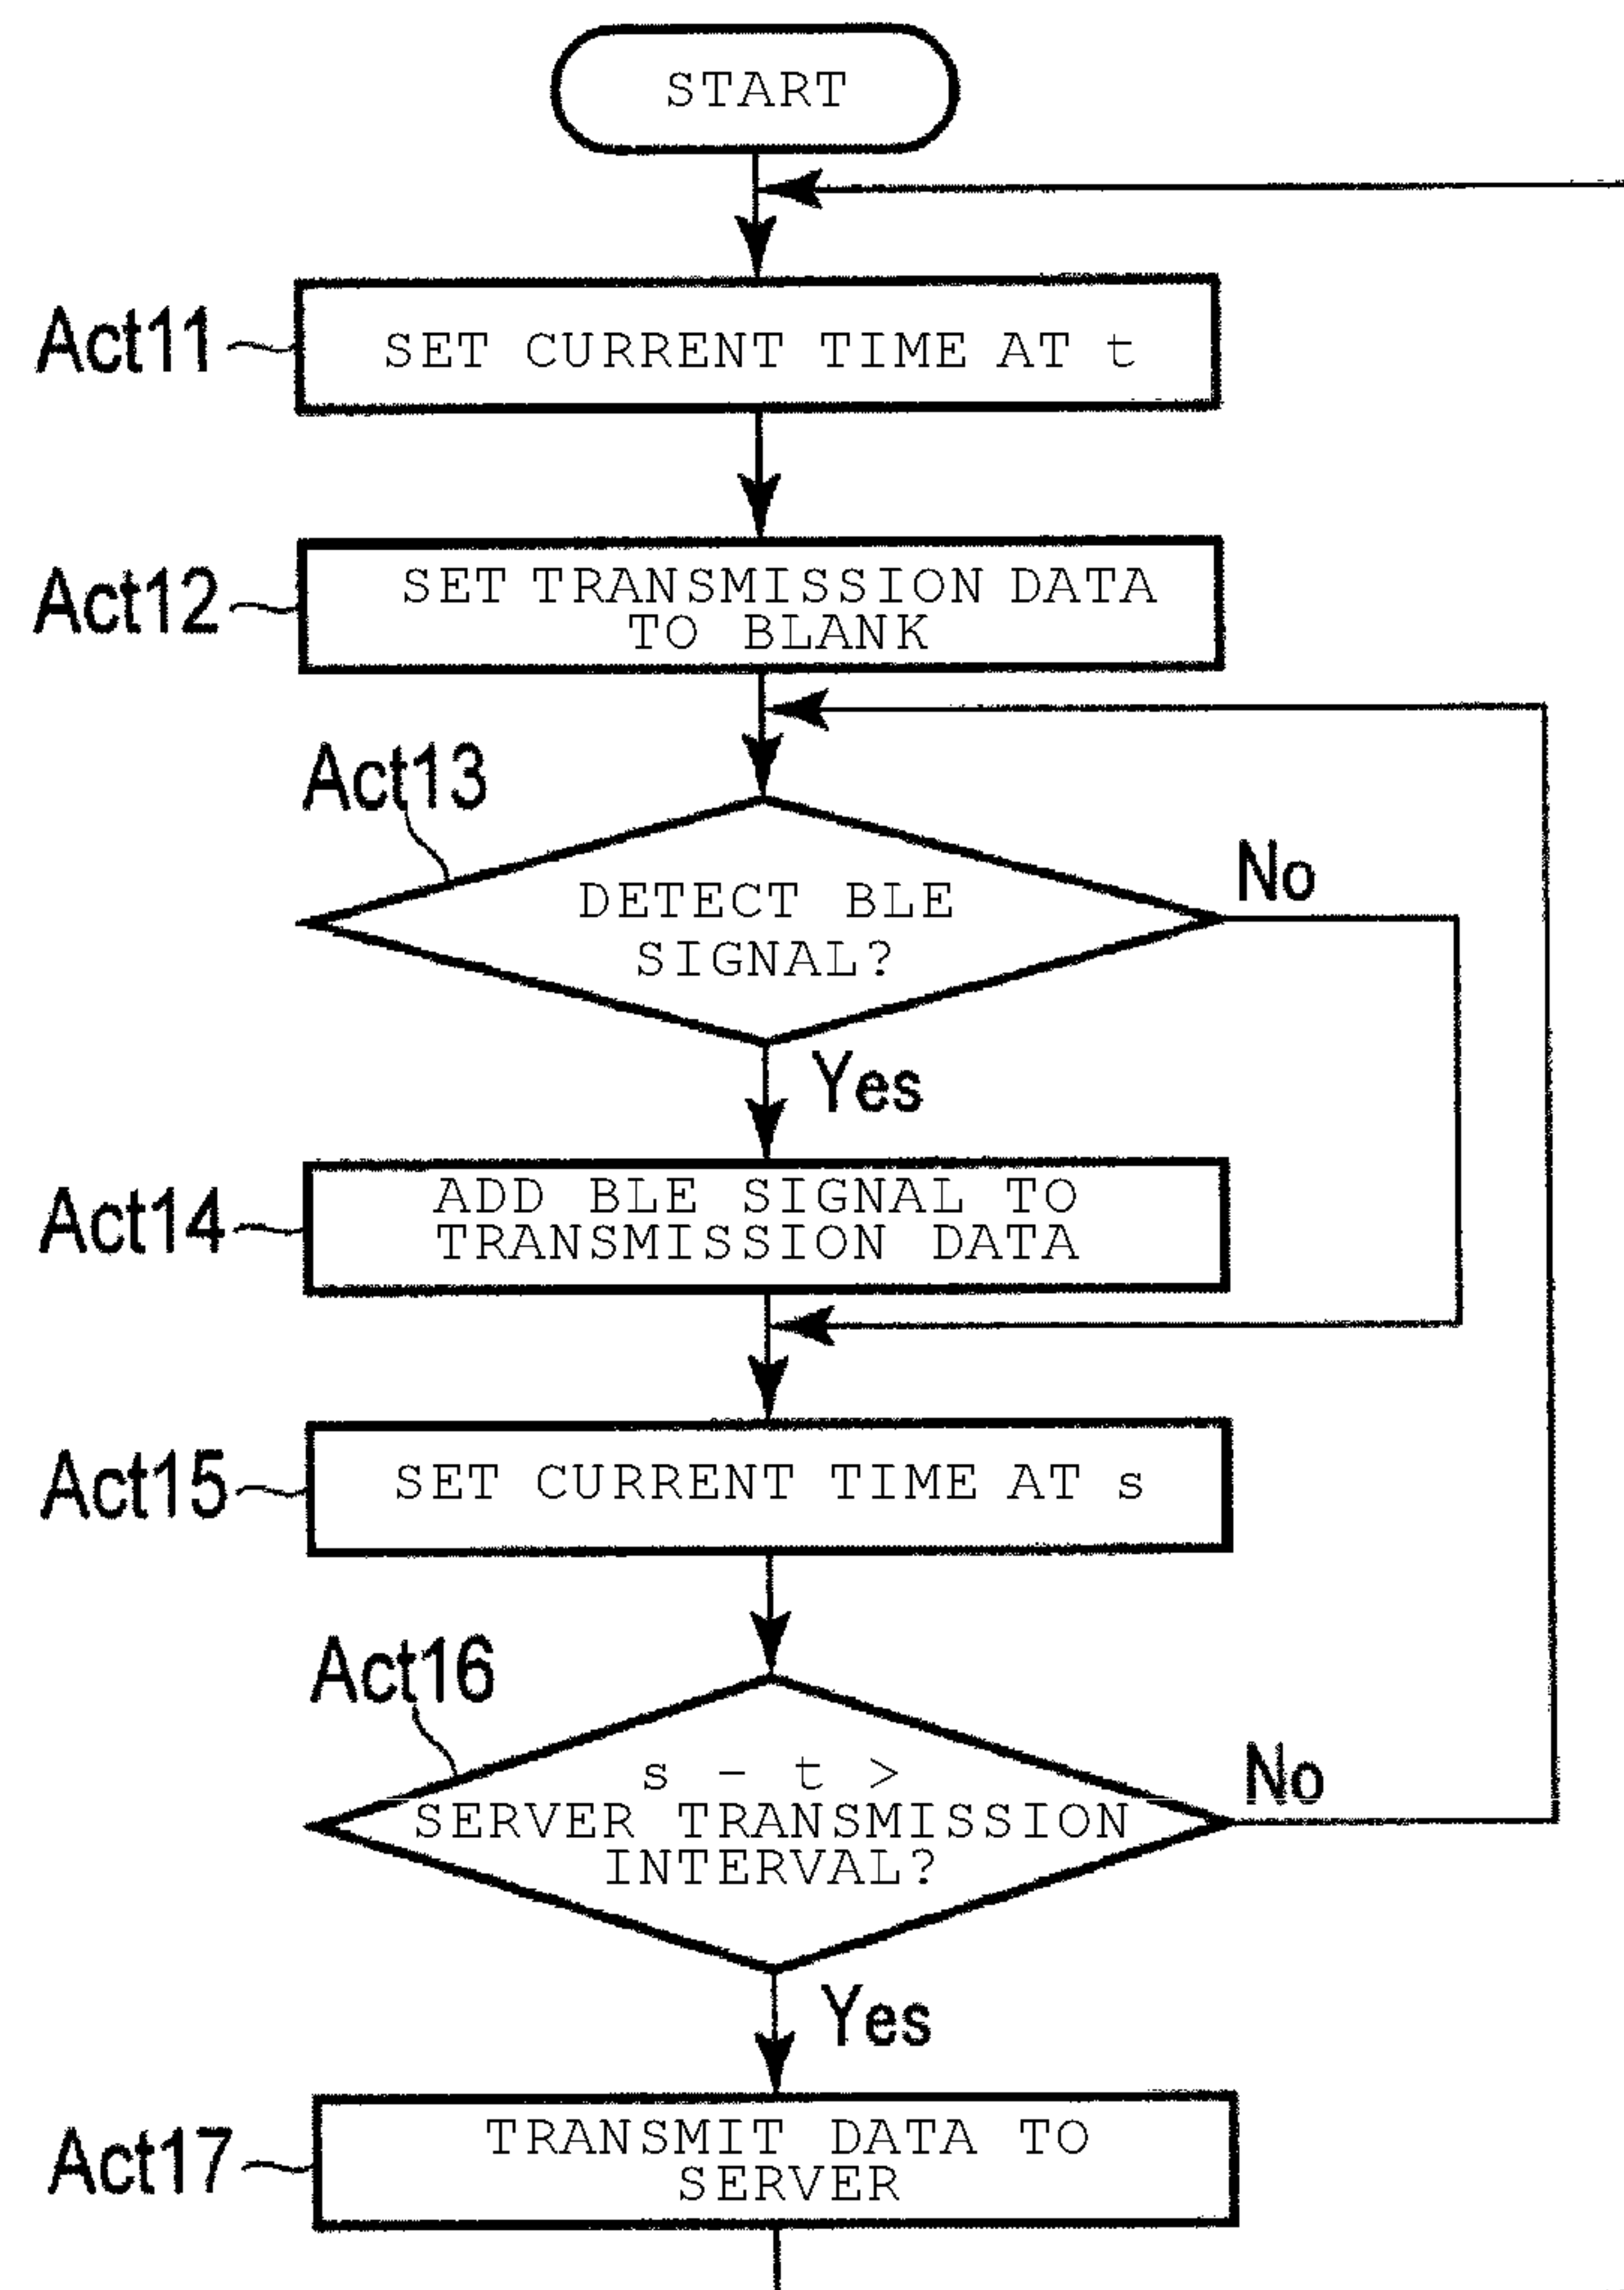 START
Act11
SET CURRENT TIME AT t
Act12
SET TRANSMISSION DATA
TO BLANK
Act13
DETECT BLE
SIGNAL?
No
Yes
Act14
ADD BLE SIGNAL TO
TRANSMISSION DATA
Act15
SET CURRENT TIME AT s
Act16
s - t >
SERVER TRANSMISSION
INTERVAL?
No
Yes
Act17
TRANSMIT DATA TO
SERVER